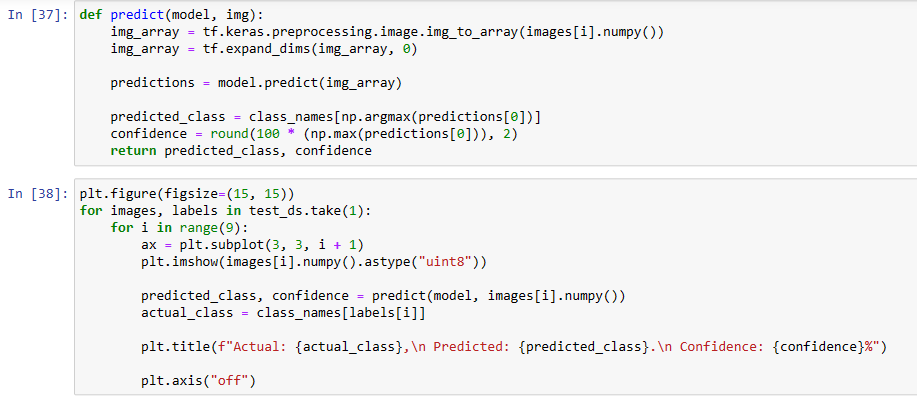 In [37]: def predict(model, img):
    img_array = tf.keras.preprocessing.image.img_to_array(images[i].numpy())
    img_array = tf.expand_dims(img_array, 0)

    predictions = model.predict(img_array)

    predicted_class = class_names[np.argmax(predictions[0])]
    confidence = round(100 * (np.max(predictions[0])), 2)
    return predicted_class, confidence

In [38]: plt.figure(figsize=(15, 15))
for images, labels in test_ds.take(1):
    for i in range(9):
        ax = plt.subplot(3, 3, i + 1)
        plt.imshow(images[i].numpy().astype("uint8"))

        predicted_class, confidence = predict(model, images[i].numpy())
        actual_class = class_names[labels[i]]

        plt.title(f"Actual: {actual_class},\n Predicted: {predicted_class}.\n Confidence: {confidence}%")

        plt.axis("off")